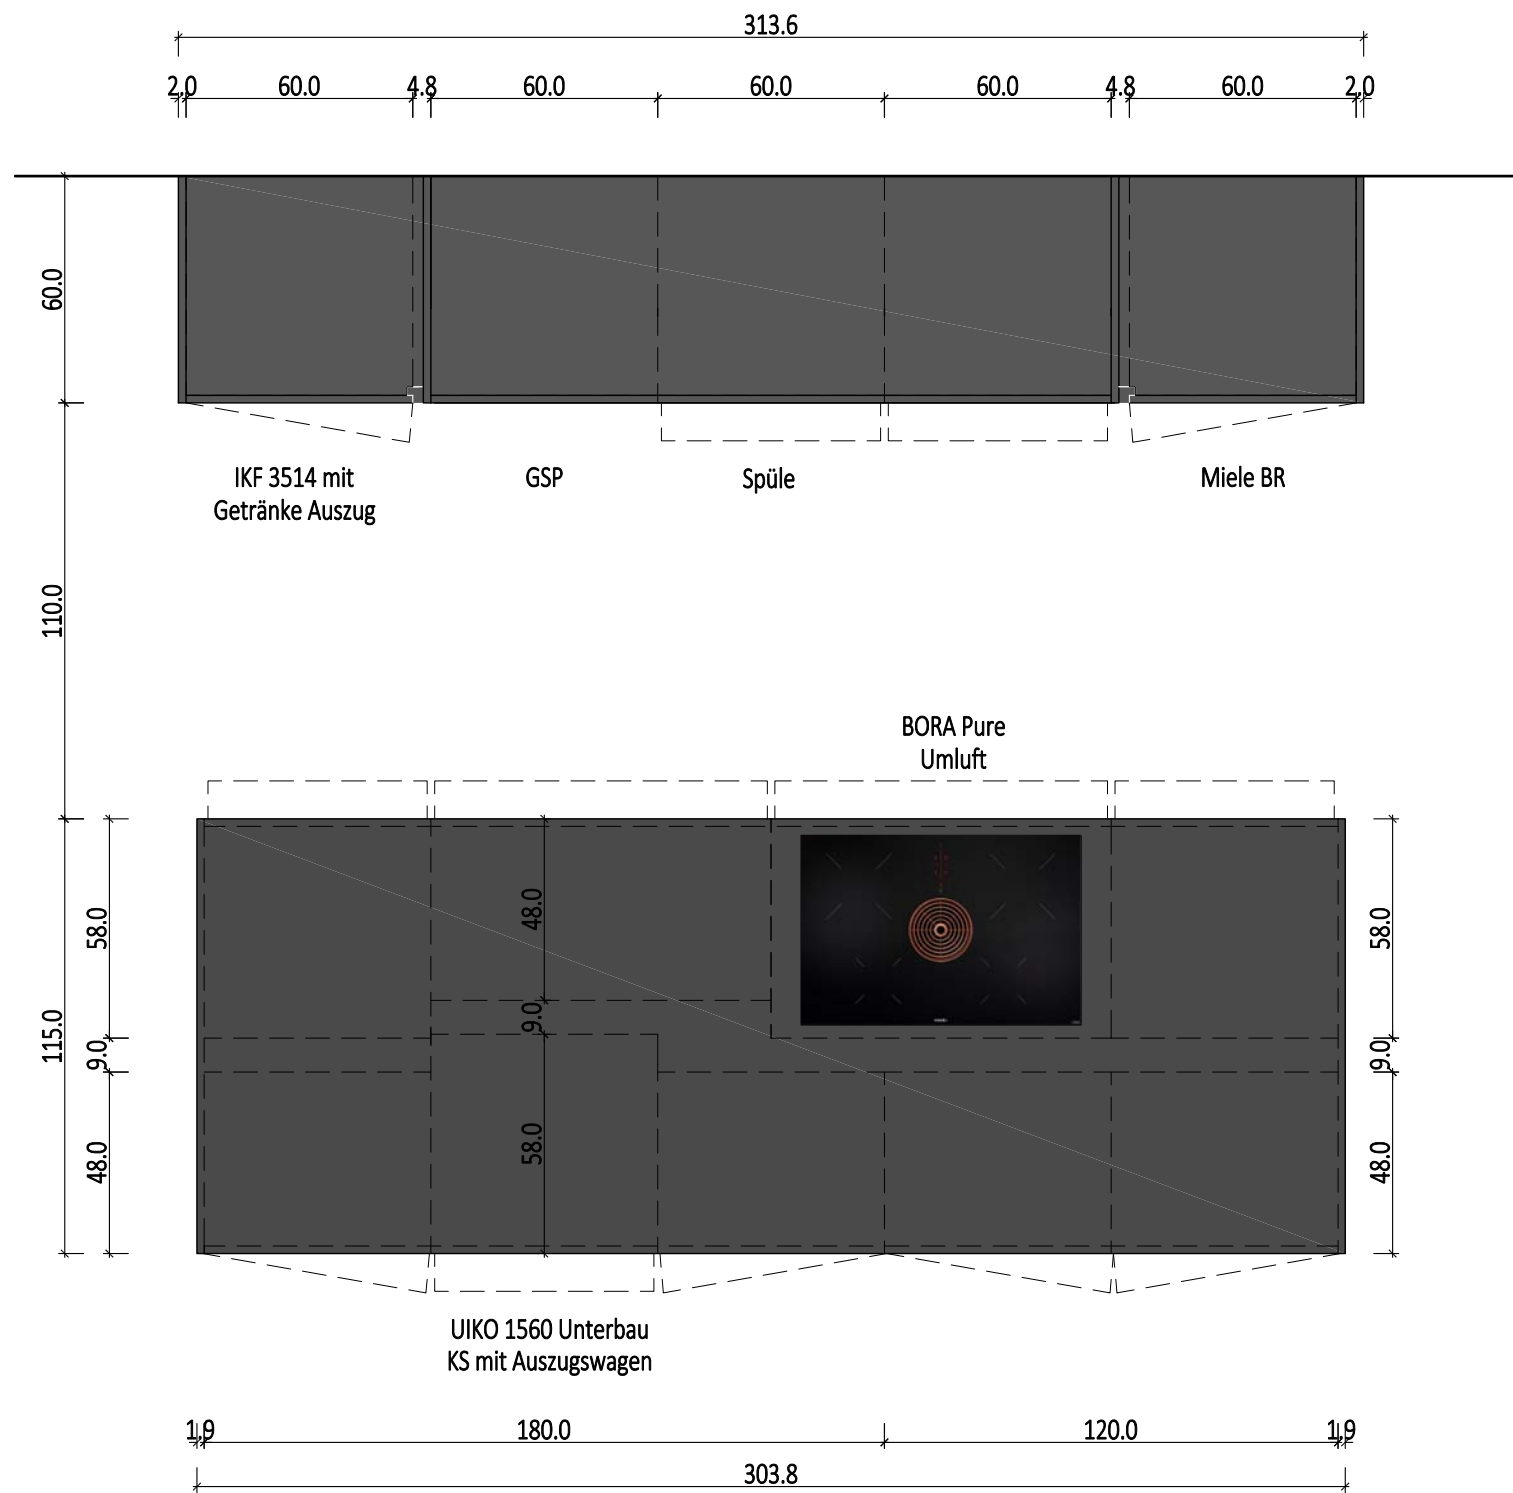 313.6
2.0 60.0 4.8 60.0 60.0 60.0 4.8 60.0 2.0
60.0
IKF 3514 mit
Getränke Auszug
GSP
Spüle
Miele BR
110.0
BORA Pure
Umluft
115.0
58.0
9.0
48.0
48.0
9.0
58.0
58.0
9.0
48.0
UIKO 1560 Unterbau
KS mit Auszugswagen
1.9 180.0 120.0 1.9
303.8